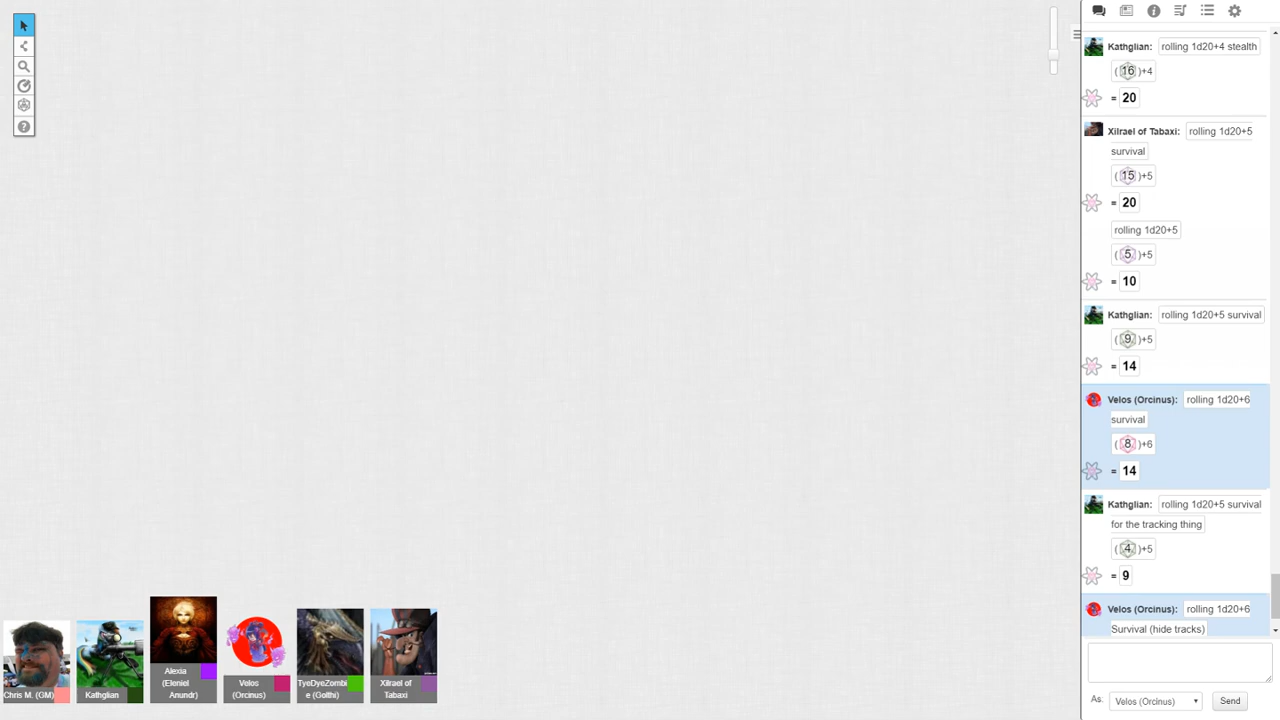 Kathglian: rolling 1d20+4 stealth
(16)+4
= 20
Xilrael of Tabaxi: rolling 1d20+5
survival
(15)+5
= 20
rolling 1d20+5
(5)+5
= 10
Kathglian: rolling 1d20+5 survival
(9)+5
= 14
Velos (Orcinus): rolling 1d20+6
survival
(8)+6
= 14
Kathglian: rolling 1d20+5 survival
for the tracking thing
(4)+5
= 9
Velos (Orcinus): rolling 1d20+6
Survival (hide tracks)
As: Velos (Orcinus) Send
Chris M. (GM)
Kathglian
Alexia
(Eleniel
Anundr)
Velos
(Orcinus)
TyeDyeZombi
e (Golthi)
Xilrael of
Tabaxi